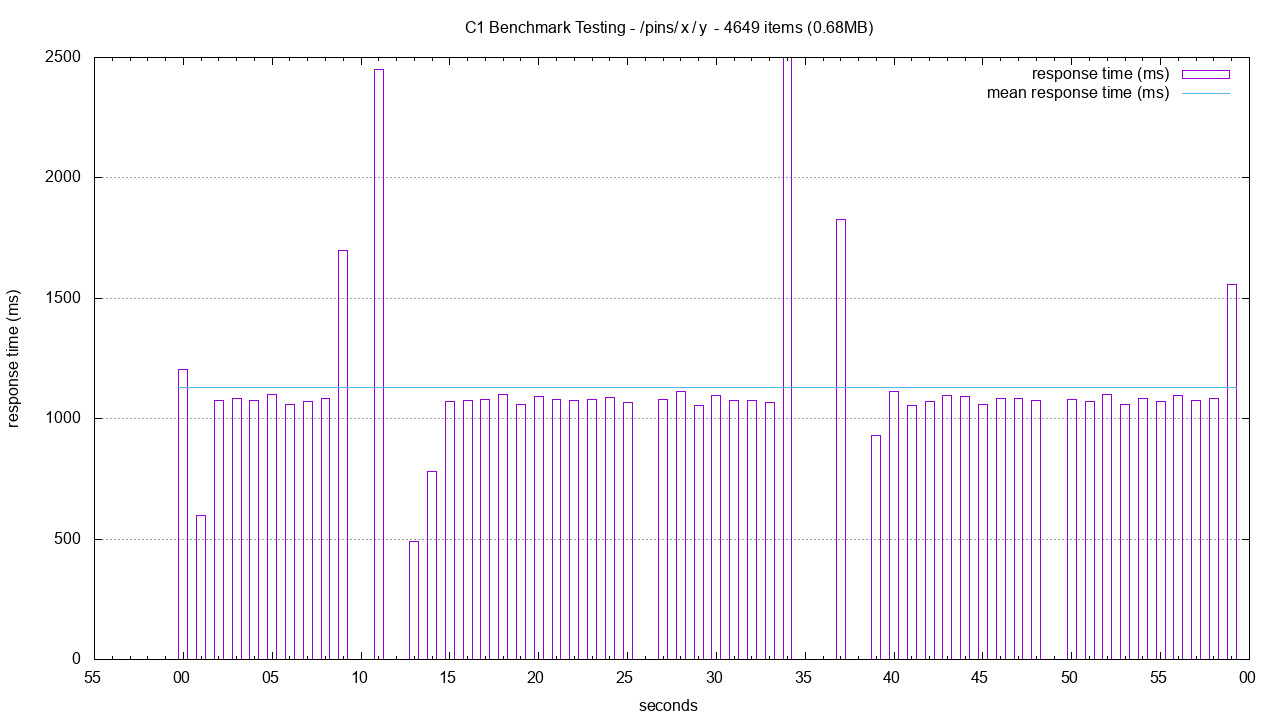 C1 Benchmark Testing - /pins/x/y - 4649 items (0.68MB)
response time (ms)
mean response time (ms)
2500
2000
1500
1000
500
0
response time (ms)
55 00 05 10 15 20 25 30 35 40 45 50 55 00
seconds